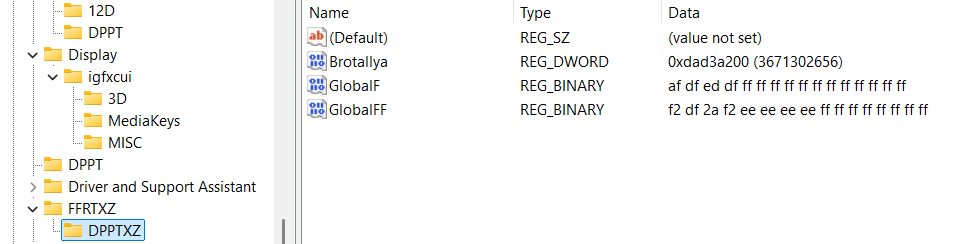 12D
DPPT
Display
igfxcui
3D
MediaKeys
MISC
DPPT
Driver and Support Assistant
FFRTXZ
DPPTXZ
Name Type Data
(Default) REG_SZ (value not set)
Brotallya REG_DWORD 0xdad3a200 (3671302656)
GlobalF REG_BINARY af df ed df ff ff ff ff ff ff ff ff ff ff ff ff
GlobalFF REG_BINARY f2 df 2a f2 ee ee ee ee ff ff ff ff ff ff ff ff